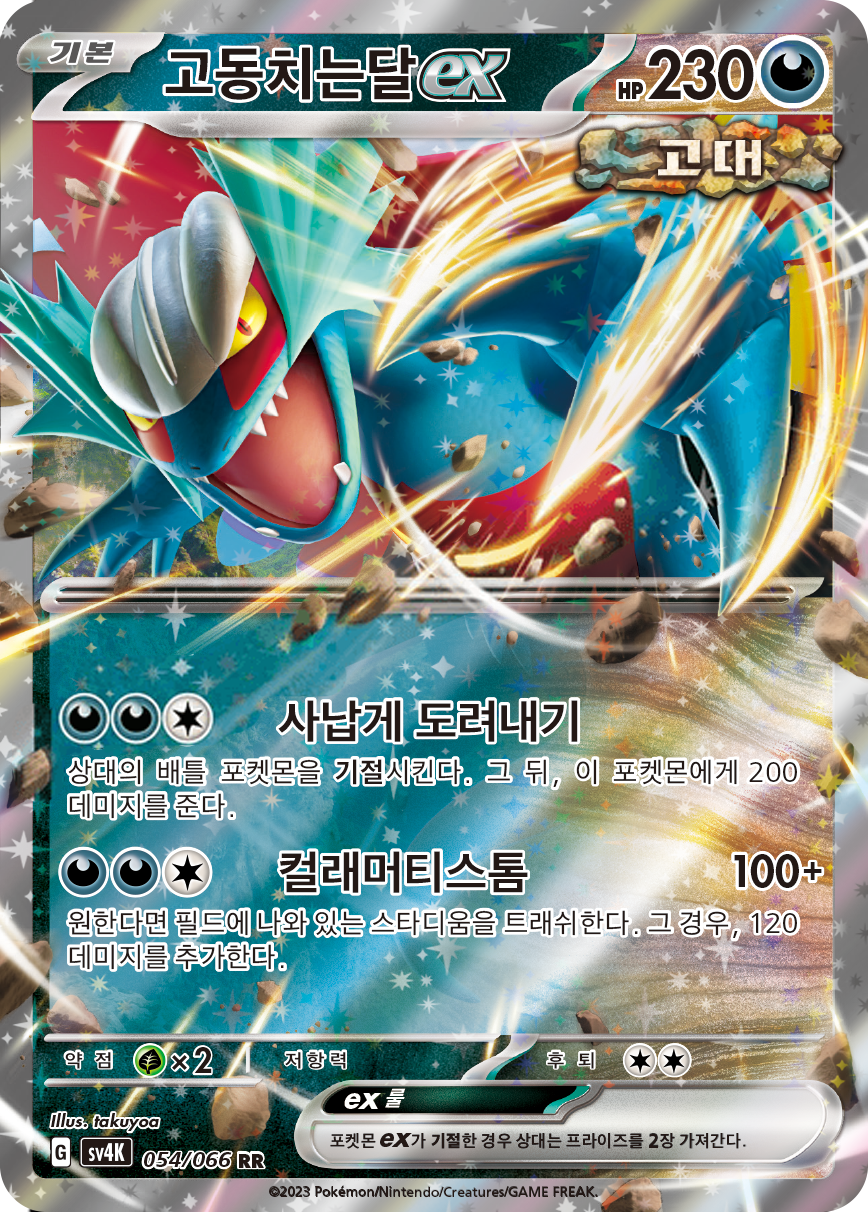 기본
고동치는달 ex
HP 230
고대
사납게 도려내기
상대의 배틀 포켓몬을 기절시킨다. 그 뒤, 이 포켓몬에게 200
데미지를 준다.
컬래머티스톰 100+
원한다면 필드에 나와 있는 스타디움을 트래쉬한다. 그 경우, 120
데미지를 추가한다.
약점 ×2 저항력 후퇴
ex 룰
포켓몬 ex가 기절한 경우 상대는 프라이즈를 2장 가져간다.
Illus. takuyoa
G sv4K 054/066 RR
©2023 Pokémon/Nintendo/Creatures/GAME FREAK.